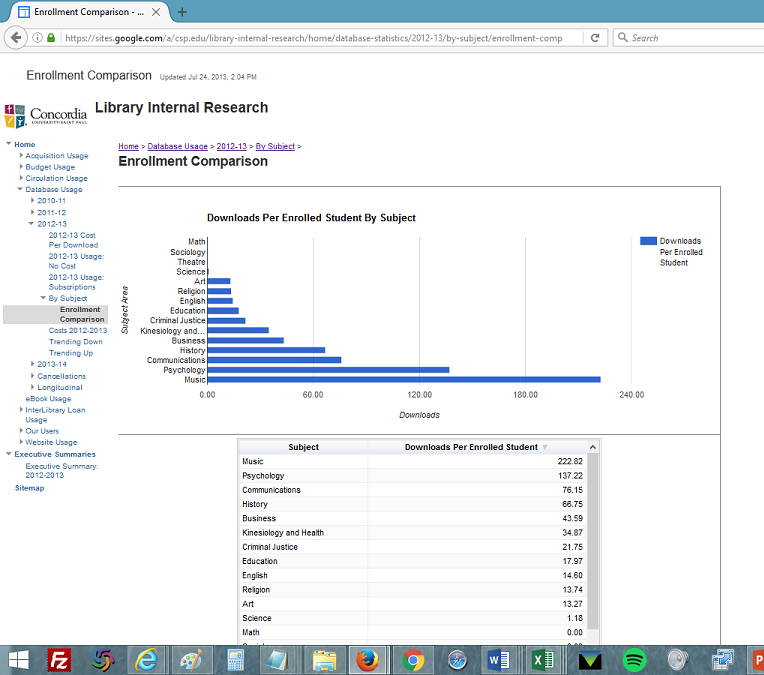 Enrollment Comparison - ...
https://sites.google.com/a/csp.edu/library-internal-research/home/database-statistics/2012-13/by-subject/enrollment-comp
Search
Enrollment Comparison Updated Jul 24, 2013, 2:04 PM
Concordia
UNIVERSITY·SAINT PAUL
Library Internal Research
Home
Acquisition Usage
Budget Usage
Circulation Usage
Database Usage
2010-11
2011-12
2012-13
2012-13 Cost
Per Download
2012-13 Usage:
No Cost
2012-13 Usage:
Subscriptions
By Subject
Enrollment
Comparison
Costs 2012-2013
Trending Down
Trending Up
2013-14
Cancellations
Longitudinal
eBook Usage
InterLibrary Loan
Usage
Our Users
Website Usage
Executive Summaries
Executive Summary:
2012-2013
Sitemap
Home > Database Usage > 2012-13 > By Subject >
Enrollment Comparison
Downloads Per Enrolled Student By Subject
Subject Area
Math
Sociology
Theatre
Science
Art
Religion
English
Education
Criminal Justice
Kinesiology and...
Business
History
Communications
Psychology
Music
0.00 60.00 120.00 180.00 240.00
Downloads
Downloads
Per Enrolled
Student
Subject Downloads Per Enrolled Student
Music 222.82
Psychology 137.22
Communications 76.15
History 66.75
Business 43.59
Kinesiology and Health 34.87
Criminal Justice 21.75
Education 17.97
English 14.60
Religion 13.74
Art 13.27
Science 1.18
Math 0.00